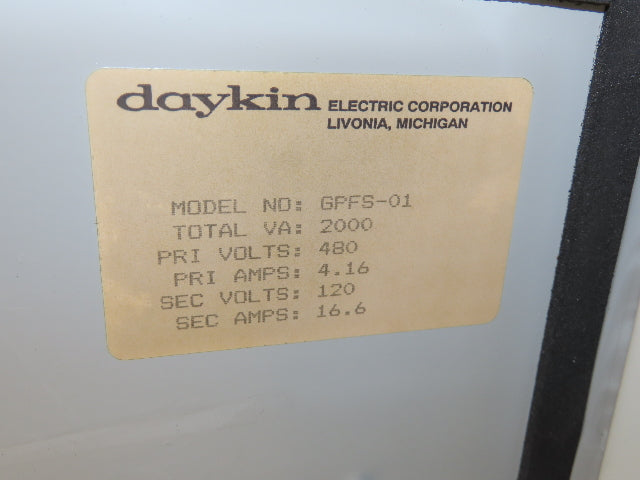 daykin ELECTRIC CORPORATION
LIVONIA, MICHIGAN
MODEL NO: GPFS-01
TOTAL VA: 2000
PRI VOLTS: 480
PRI AMPS: 4.16
SEC VOLTS: 120
SEC AMPS: 16.6